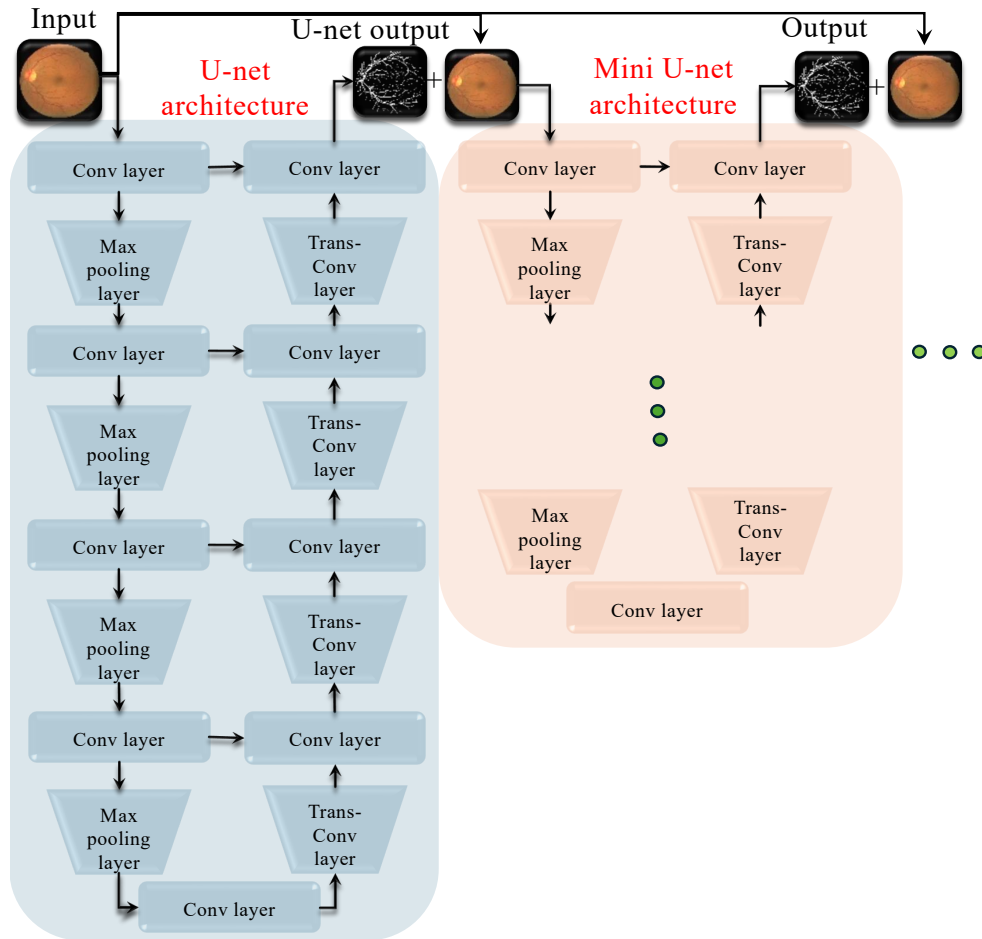 Input
U-net output
Output
U-net
architecture
+
Mini U-net
architecture
+
Conv layer
Conv layer
Max
pooling
layer
Trans-
Conv
layer
Conv layer
Conv layer
Max
pooling
layer
Trans-
Conv
layer
Conv layer
Conv layer
Max
pooling
layer
Trans-
Conv
layer
Conv layer
Conv layer
Max
pooling
layer
Trans-
Conv
layer
Conv layer
Conv layer
Conv layer
Max
pooling
layer
Trans-
Conv
layer
Max
pooling
layer
Trans-
Conv
layer
Conv layer